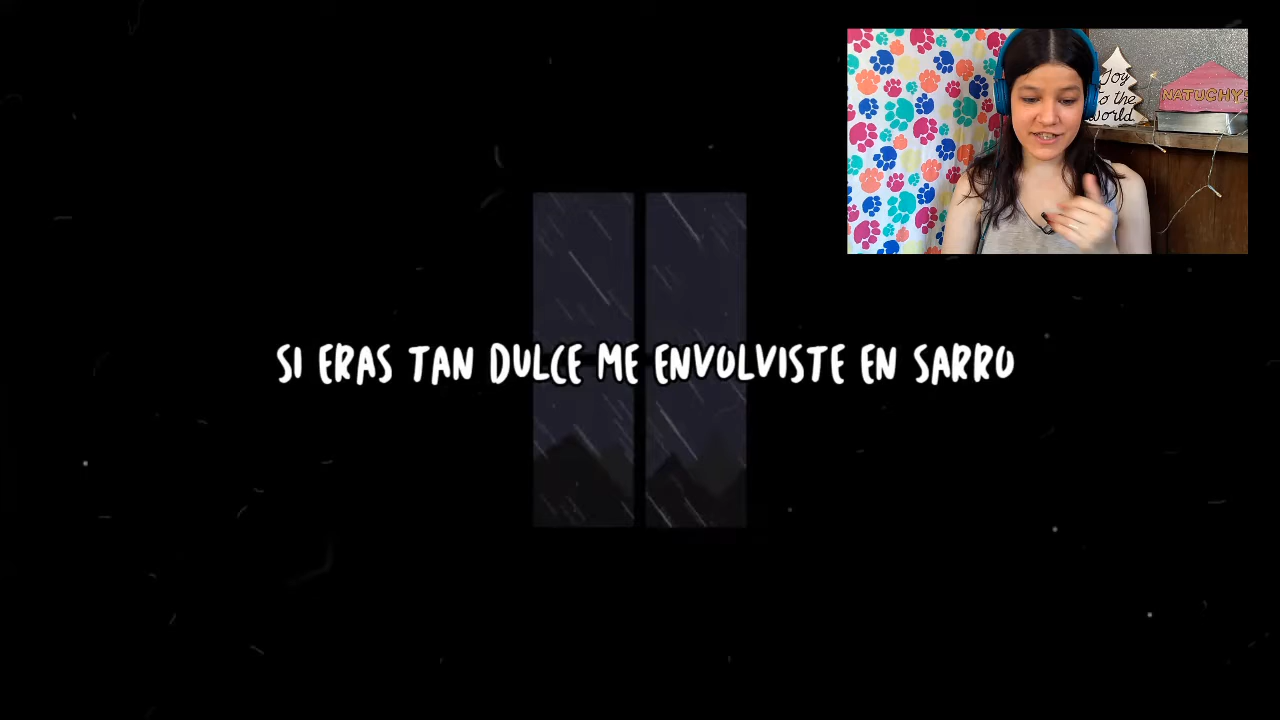 Joy
to the
World
NATUCHYS
SI ERAS TAN DULCE ME ENVOLVISTE EN SARRO